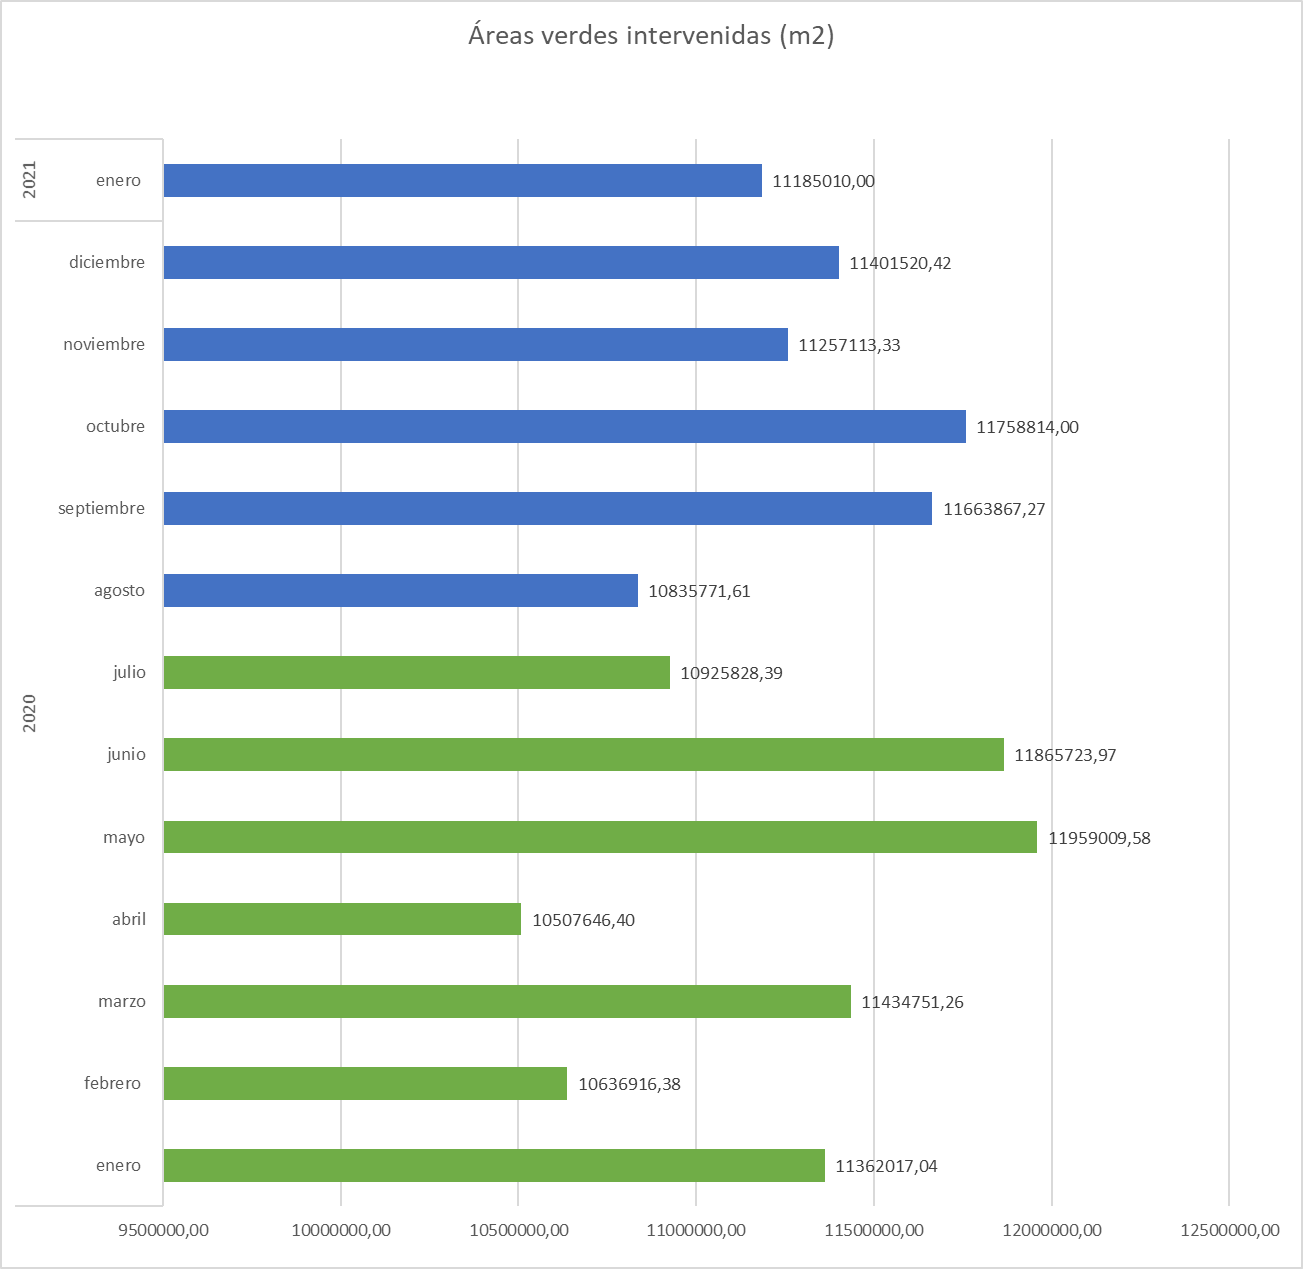 Áreas verdes intervenidas (m2)
2021
enero 11185010,00
diciembre 11401520,42
noviembre 11257113,33
octubre 11758814,00
septiembre 11663867,27
agosto 10835771,61
julio 10925828,39
2020
junio 11865723,97
mayo 11959009,58
abril 10507646,40
marzo 11434751,26
febrero 10636916,38
enero 11362017,04
9500000,00 10000000,00 10500000,00 11000000,00 11500000,00 12000000,00 12500000,00